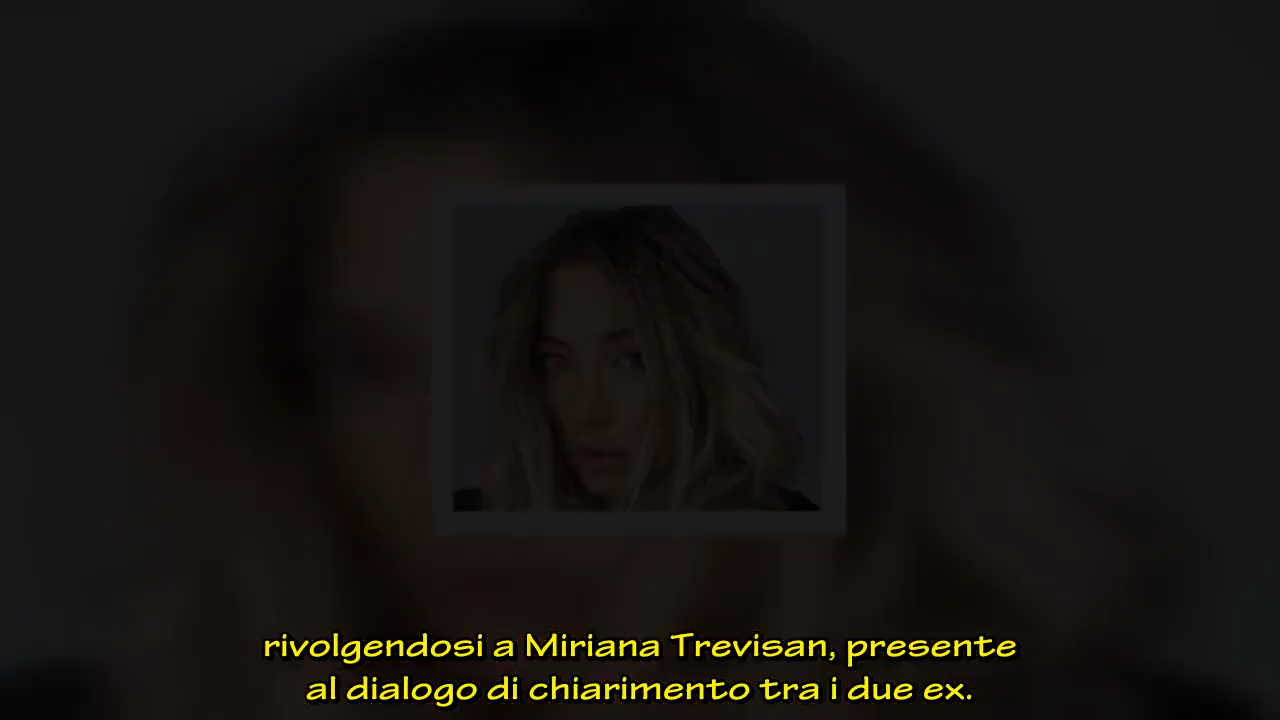 rivolgendosi a Miriana Trevisan, presente
al dialogo di chiarimento tra i due ex.